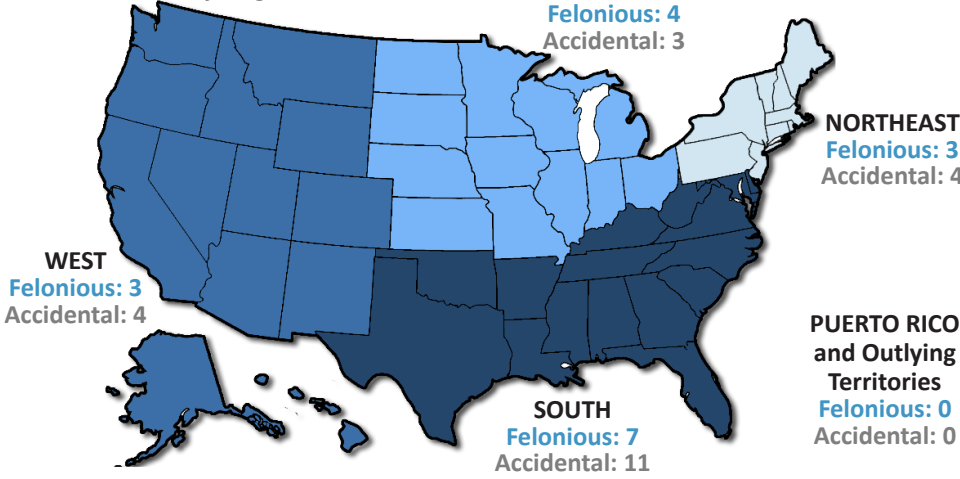 Felonious: 4
Accidental: 3
NORTHEAST
Felonious: 3
Accidental: 4
WEST
Felonious: 3
Accidental: 4
PUERTO RICO
and Outlying
Territories
Felonious: 0
Accidental: 0
SOUTH
Felonious: 7
Accidental: 11